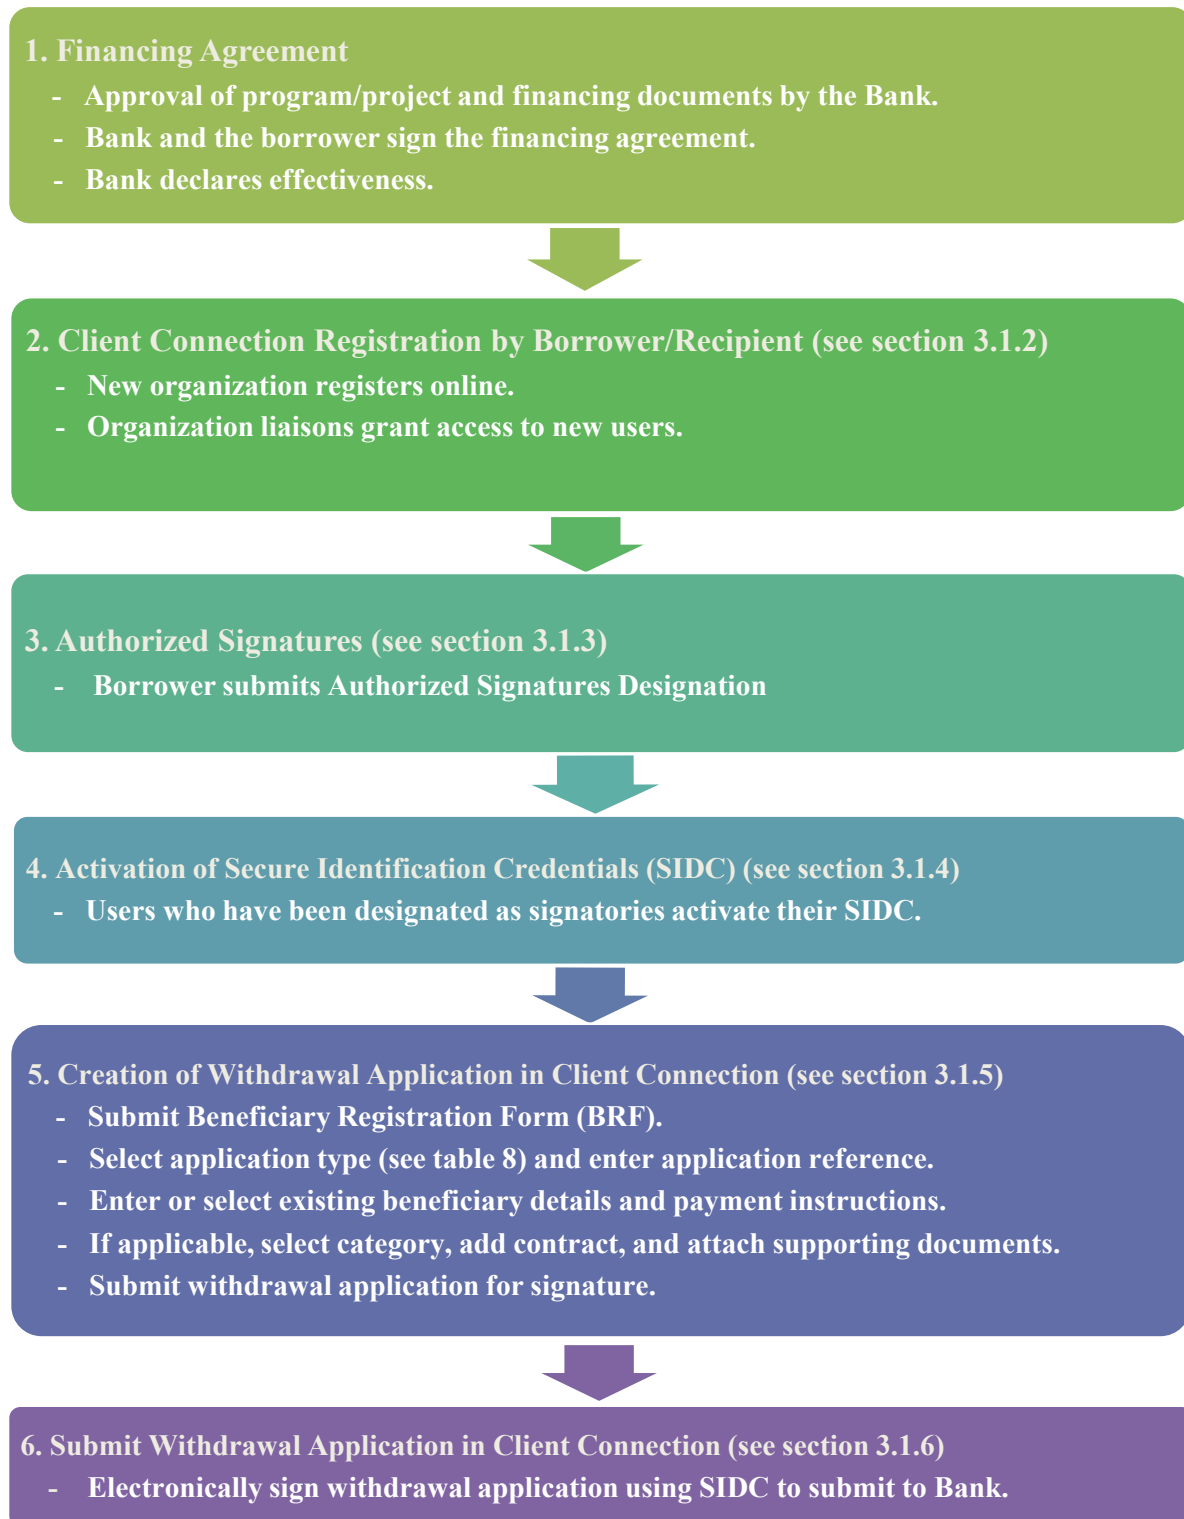 1. Financing Agreement
- Approval of program/project and financing documents by the Bank.
- Bank and the borrower sign the financing agreement.
- Bank declares effectiveness.
2. Client Connection Registration by Borrower/Recipient (see section 3.1.2)
- New organization registers online.
- Organization liaisons grant access to new users.
3. Authorized Signatures (see section 3.1.3)
- Borrower submits Authorized Signatures Designation
4. Activation of Secure Identification Credentials (SIDC) (see section 3.1.4)
- Users who have been designated as signatories activate their SIDC.
5. Creation of Withdrawal Application in Client Connection (see section 3.1.5)
- Submit Beneficiary Registration Form (BRF).
- Select application type (see table 8) and enter application reference.
- Enter or select existing beneficiary details and payment instructions.
- If applicable, select category, add contract, and attach supporting documents.
- Submit withdrawal application for signature.
6. Submit Withdrawal Application in Client Connection (see section 3.1.6)
- Electronically sign withdrawal application using SIDC to submit to Bank.